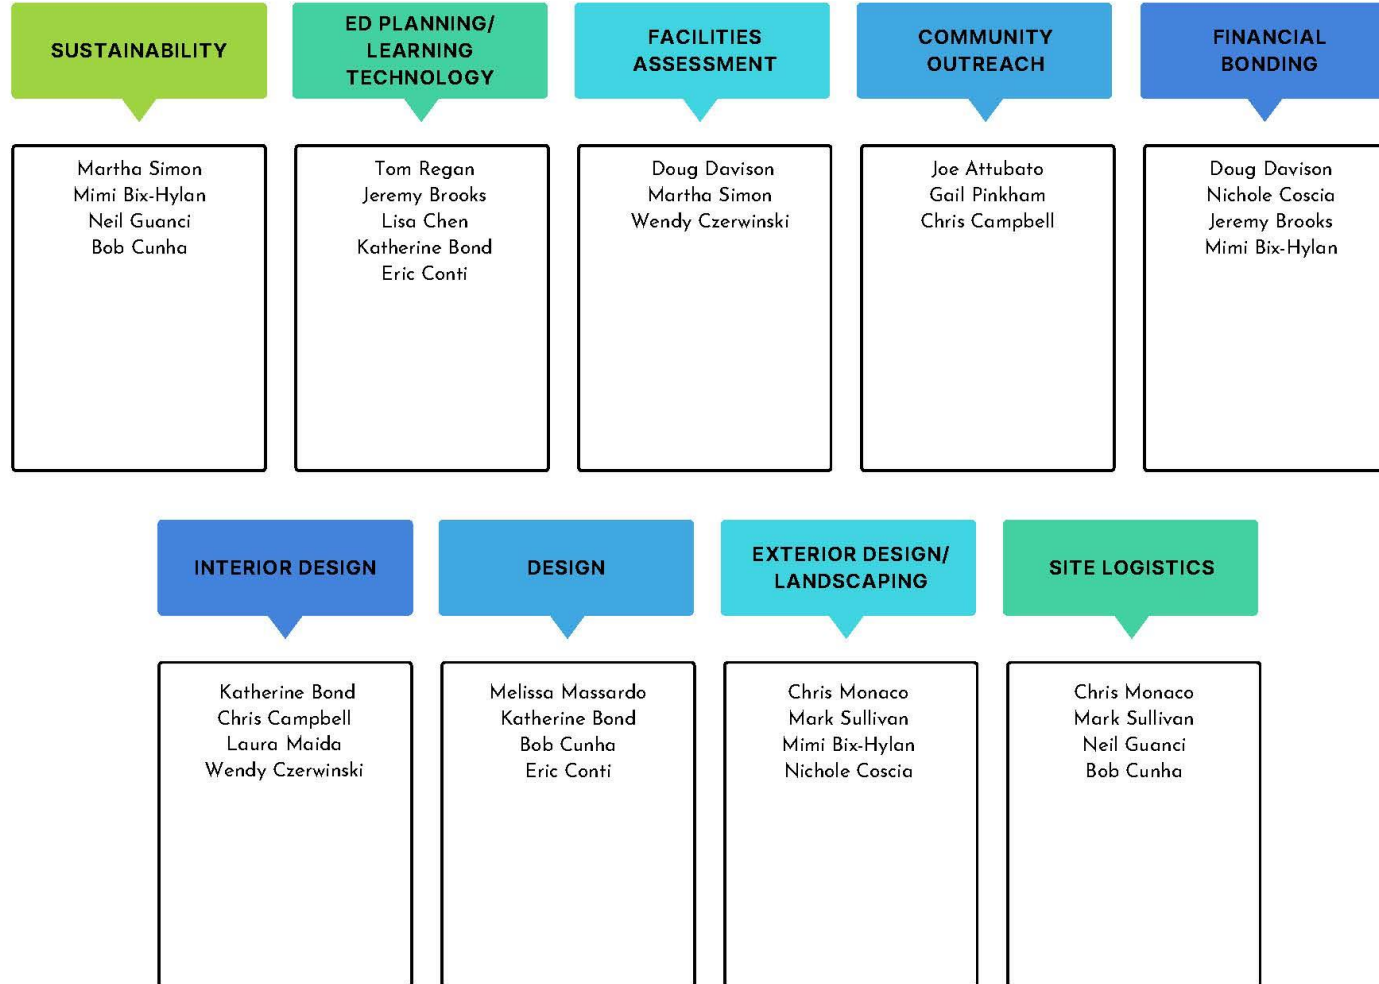 SUSTAINABILITY
Martha Simon
Mimi Bix-Hylan
Neil Guanci
Bob Cunha
ED PLANNING/
LEARNING
TECHNOLOGY
Tom Regan
Jeremy Brooks
Lisa Chen
Katherine Bond
Eric Conti
FACILITIES
ASSESSMENT
Doug Davison
Martha Simon
Wendy Czerwinski
COMMUNITY
OUTREACH
Joe Attubato
Gail Pinkham
Chris Campbell
FINANCIAL
BONDING
Doug Davison
Nichole Coscia
Jeremy Brooks
Mimi Bix-Hylan
INTERIOR DESIGN
Katherine Bond
Chris Campbell
Laura Maida
Wendy Czerwinski
DESIGN
Melissa Massardo
Katherine Bond
Bob Cunha
Eric Conti
EXTERIOR DESIGN/
LANDSCAPING
Chris Monaco
Mark Sullivan
Mimi Bix-Hylan
Nichole Coscia
SITE LOGISTICS
Chris Monaco
Mark Sullivan
Neil Guanci
Bob Cunha